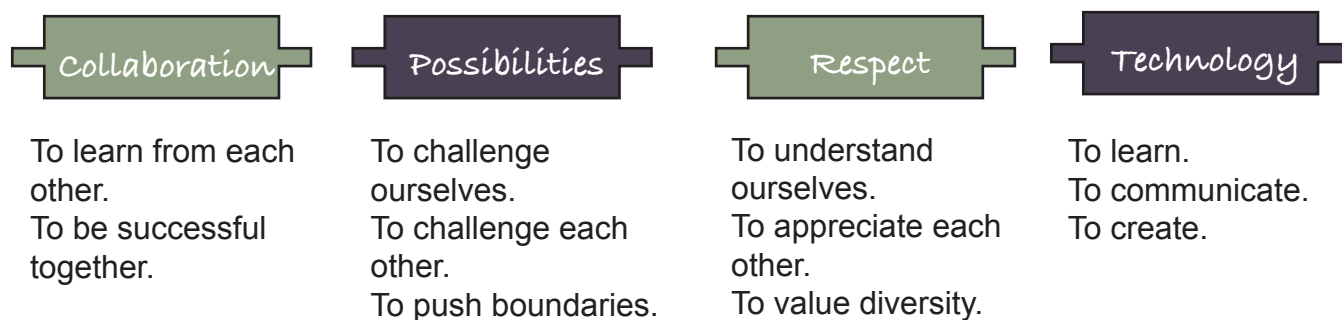 Collaboration
To learn from each
other.
To be successful
together.
Possibilities
To challenge
ourselves.
To challenge each
other.
To push boundaries.
Respect
To understand
ourselves.
To appreciate each
other.
To value diversity.
Technology
To learn.
To communicate.
To create.